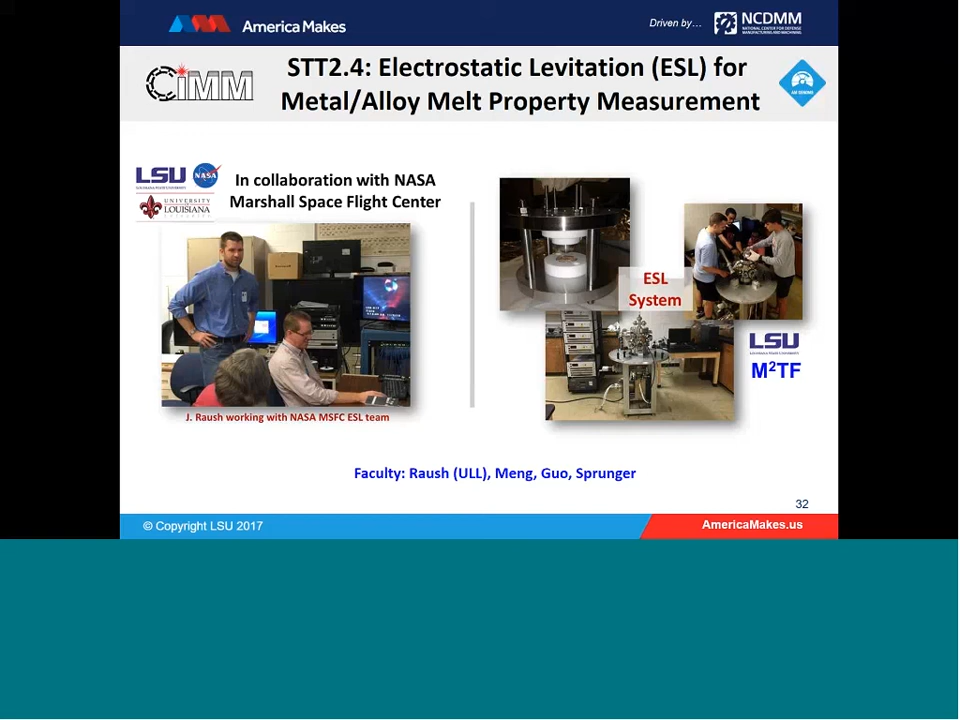 America Makes
Driven by...
NCDMM
NATIONAL CENTER FOR DEFENSE
MANUFACTURING AND MACHINING
CiMM
STT2.4: Electrostatic Levitation (ESL) for
Metal/Alloy Melt Property Measurement
LSU
NASA
UNIVERSITY of
LOUISIANA
In collaboration with NASA
Marshall Space Flight Center
J. Raush working with NASA MSFC ESL team
ESL
System
LSU
M²TF
Faculty: Raush (ULL), Meng, Guo, Sprunger
32
© Copyright LSU 2017
AmericaMakes.us